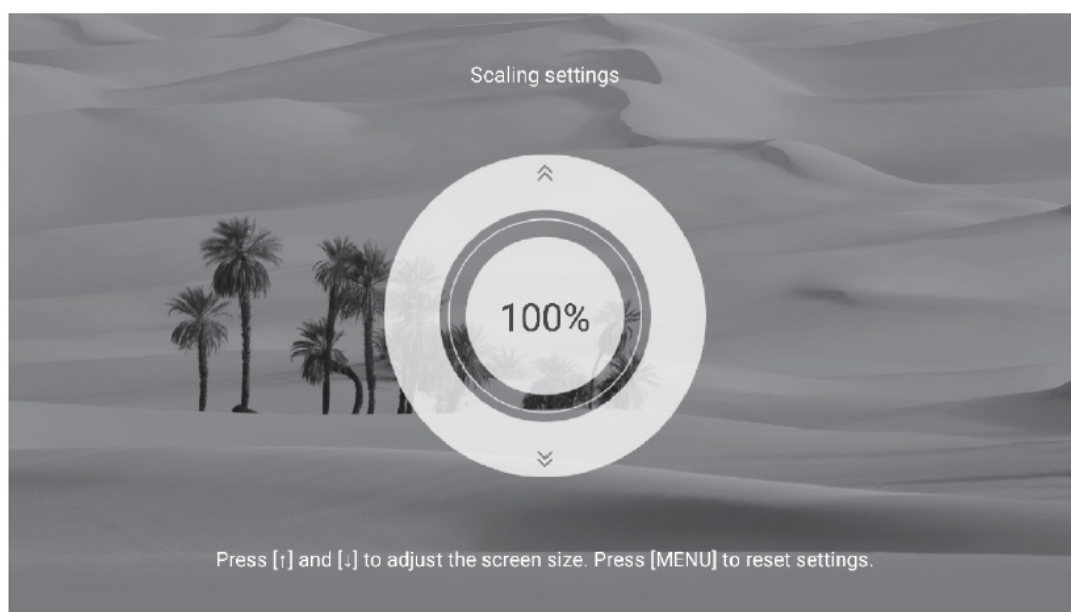 Scaling settings
100%
Press [↑] and [↓] to adjust the screen size. Press [MENU] to reset settings.